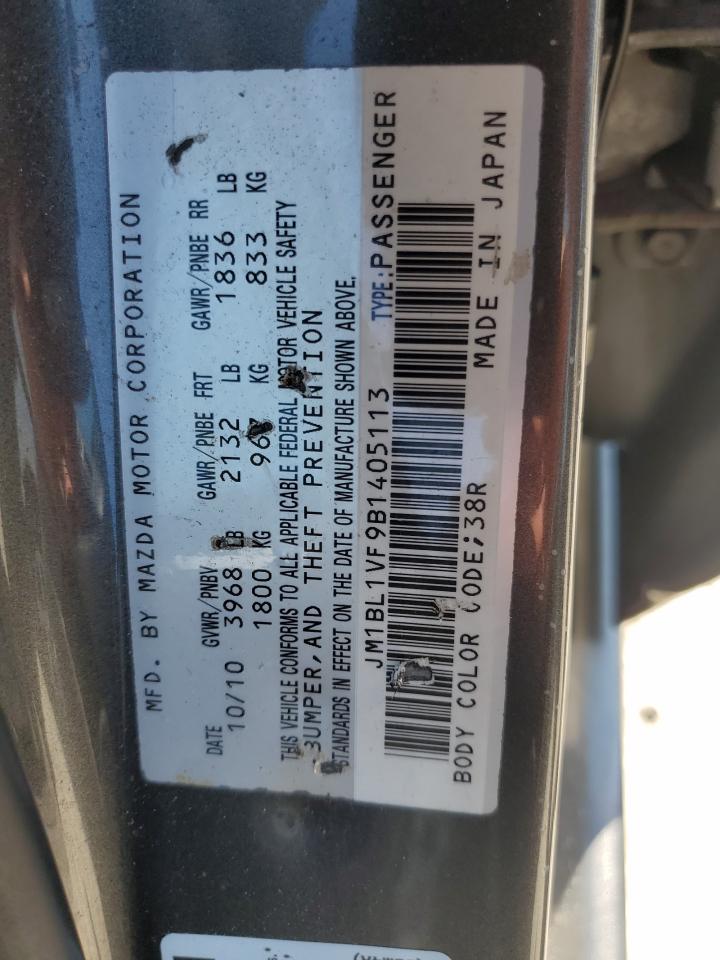 MFD. BY MAZDA MOTOR CORPORATION
DATE GVWR/PNBV GAWR/PNBE FRT GAWR/PNBE RR
10/10 3968 LB 2132 LB 1836 LB
1800 KG 967 KG 833 KG
THIS VEHICLE CONFORMS TO ALL APPLICABLE FEDERAL MOTOR VEHICLE SAFETY
BUMPER, AND THEFT PREVENTION
STANDARDS IN EFFECT ON THE DATE OF MANUFACTURE SHOWN ABOVE.
JM1BL1VF9B1405113 TYPE:PASSENGER
BODY COLOR CODE;38R MADE IN JAPAN